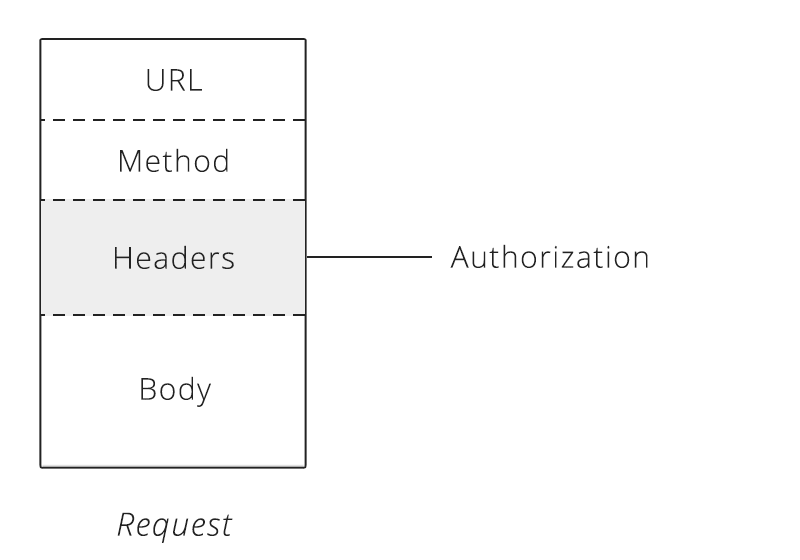 URL
Method
Headers
Authorization
Body
Request